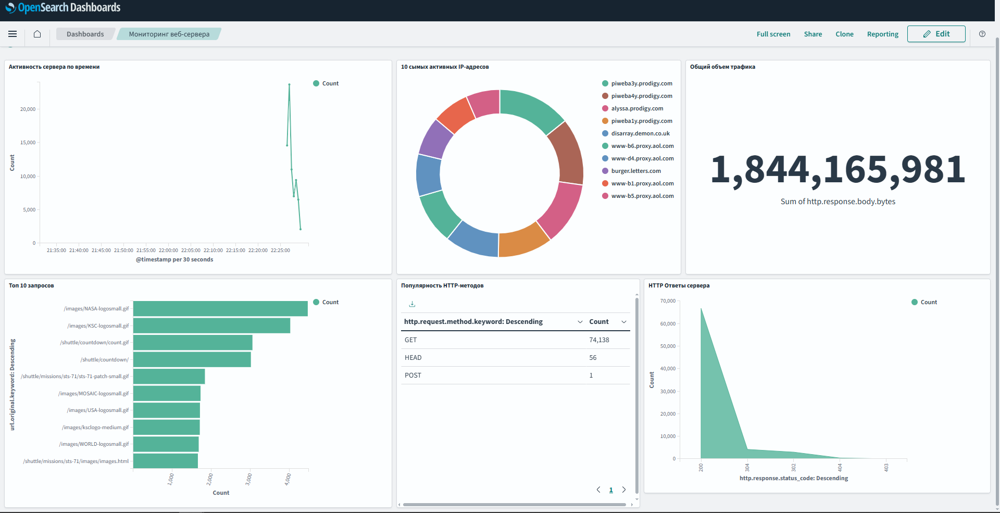 OpenSearch Dashboards
Dashboards
Мониторинг веб-сервера
Full screen
Share
Clone
Reporting
Edit
Активность сервера по времени
Count
20,000
15,000
10,000
5,000
0
Count
21:35:00 21:40:00 21:45:00 21:50:00 21:55:00 22:00:00 22:05:00 22:10:00 22:15:00 22:20:00 22:25:00
@timestamp per 30 seconds
10 сымых активных IP-адресов
piweba3y.prodigy.com
piweba4y.prodigy.com
alyssa.prodigy.com
piweba1y.prodigy.com
disarray.demon.co.uk
www-b6.proxy.aol.com
www-d4.proxy.aol.com
burger.letters.com
www-b1.proxy.aol.com
www-b5.proxy.aol.com
Общий объем трафика
1,844,165,981
Sum of http.response.body.bytes
Топ 10 запросов
Count
url.original.keyword: Descending
/images/NASA-logosmall.gif
/images/KSC-logosmall.gif
/shuttle/countdown/count.gif
/shuttle/countdown/
/shuttle/missions/sts-71/sts-71-patch-small.gif
/images/MOSAIC-logosmall.gif
/images/USA-logosmall.gif
/images/ksclogo-medium.gif
/images/WORLD-logosmall.gif
/shuttle/missions/sts-71/images/images.html
1,000 2,000 3,000 4,000
Count
Популярность HTTP-методов
http.request.method.keyword: Descending Count
GET 74,138
HEAD 56
POST 1
1
HTTP Ответы сервера
Count
70,000
60,000
50,000
40,000
30,000
20,000
10,000
0
Count
200 304 302 404 403
http.response.status_code: Descending